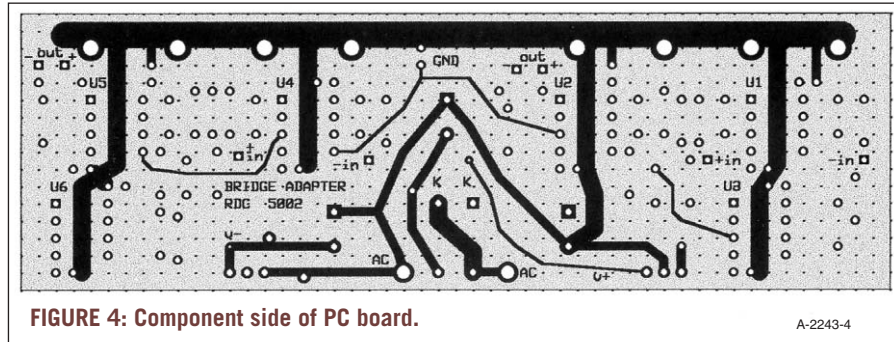 - out +
U5
U4
GND
- out +
U2
U1
+
in
-in
+in
-in
U6
BRIDGE ADAPTER
RDG 5002
K
K
U3
V-
AC
AC
V+
FIGURE 4: Component side of PC board.
A-2243-4